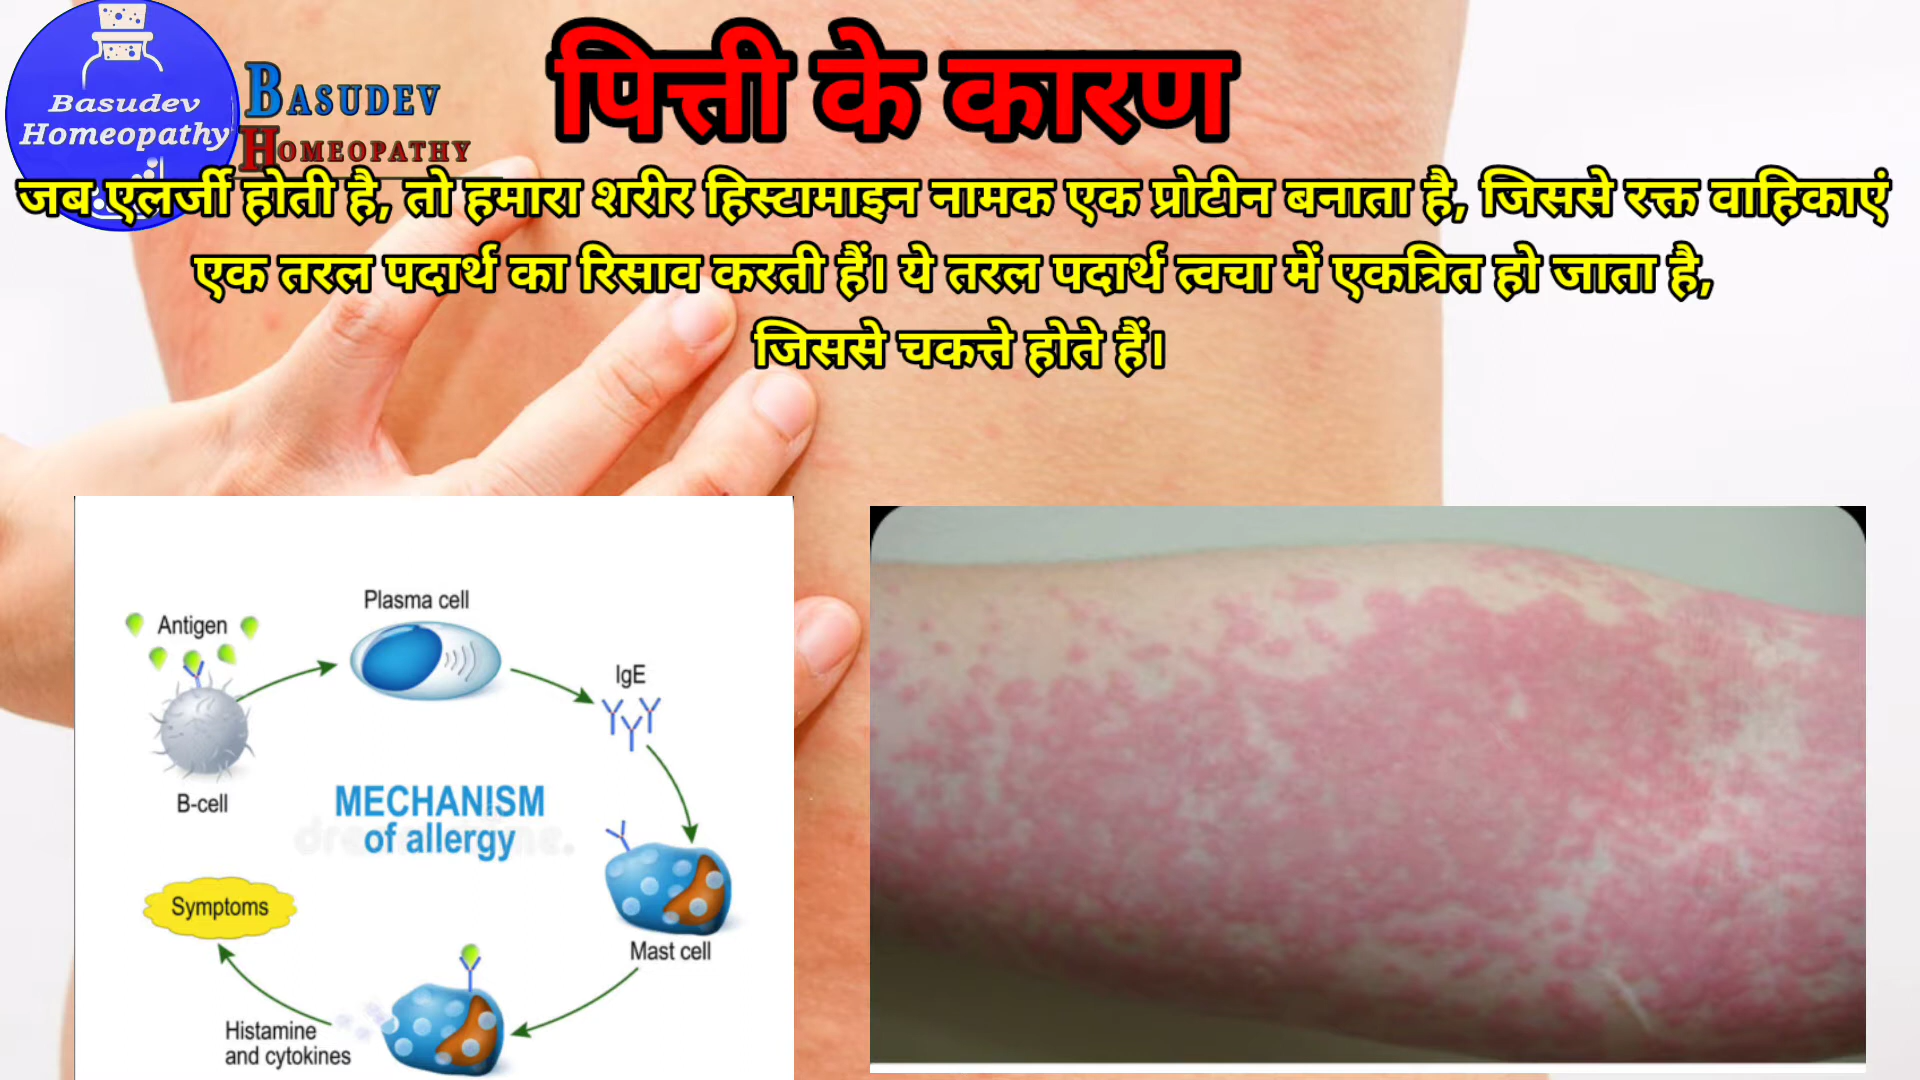 Basudev
Homeopathy
BASUDEV
HOMEOPATHY
पित्ती के कारण
जब एलर्जी होती है, तो हमारा शरीर हिस्टामाइन नामक एक प्रोटीन बनाता है, जिससे रक्त वाहिकाएं
एक तरल पदार्थ का रिसाव करती हैं। ये तरल पदार्थ त्वचा में एकत्रित हो जाता है,
जिससे चकत्ते होते हैं।
Plasma cell
Antigen
IgE
B-cell
MECHANISM
of allergy
Symptoms
Mast cell
Histamine
and cytokines